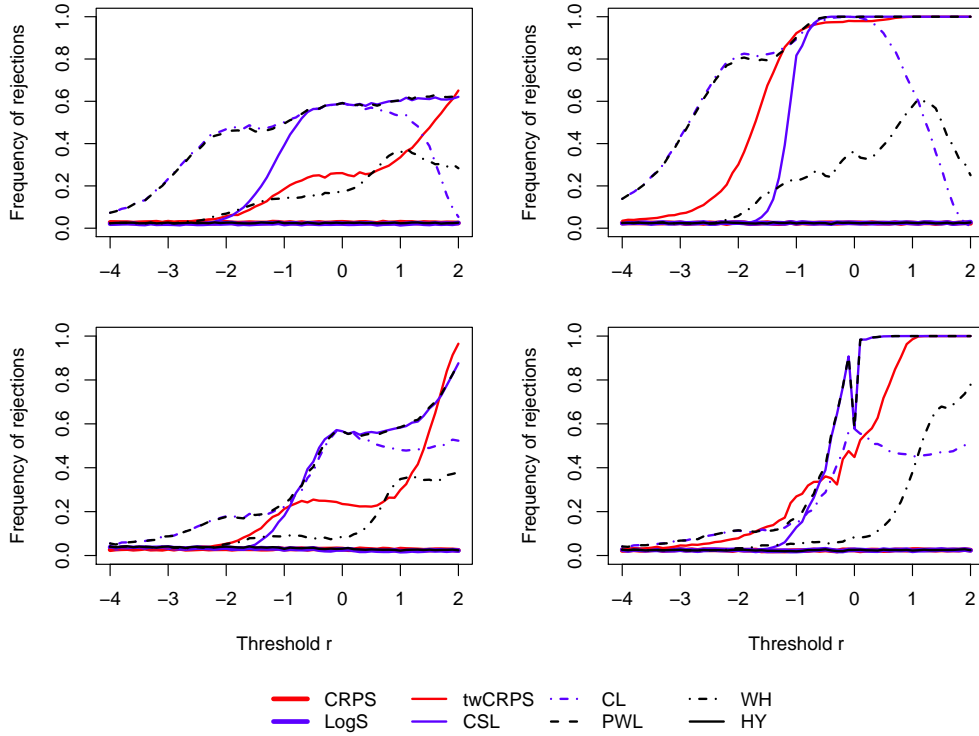 Frequency of rejections
0.0 0.2 0.4 0.6 0.8 1.0
−4 −3 −2 −1 0 1 2
Frequency of rejections
0.0 0.2 0.4 0.6 0.8 1.0
−4 −3 −2 −1 0 1 2
Frequency of rejections
0.0 0.2 0.4 0.6 0.8 1.0
−4 −3 −2 −1 0 1 2
Threshold r
Frequency of rejections
0.0 0.2 0.4 0.6 0.8 1.0
−4 −3 −2 −1 0 1 2
Threshold r
CRPS twCRPS CL WH
LogS CSL PWL HY